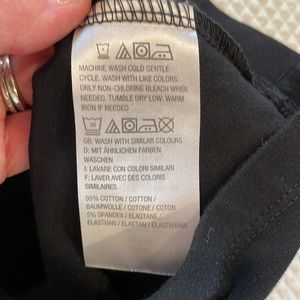 MACHINE WASH COLD GENTLE
CYCLE, WASH WITH LIKE COLORS.
ONLY NON-CHLORINE BLEACH WHEN
NEEDED, TUMBLE DRY LOW, WARM
IRON IF NEEDED
GB: WASH WITH SIMILAR COLOURS
D: MIT ÄHNLICHEN FARBEN
WASCHEN
I: LAVARE CON COLORI SIMILARI
F: LAVER AVEC DES COLORIS
SIMILAIRES
95% COTTON / COTTON /
BAUMWOLLE / COTONE / COTON
5% SPANDEX / ELASTANE /
ELASTHAN / ELASTAN / ELASTHANNE